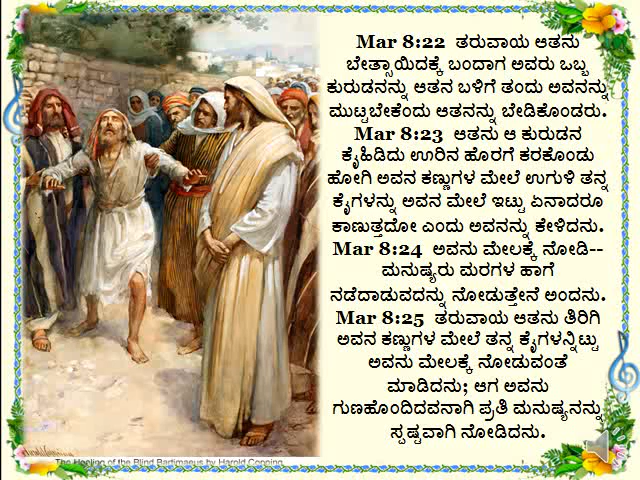 Mar 8:22 ತರುವಾಯ ಆತನು
ಬೇತ್ಸಾಯಿದಕ್ಕೆ ಬಂದಾಗ ಅವರು ಒಬ್ಬ
ಕುರುಡನನ್ನು ಆತನ ಬಳಿಗೆ ತಂದು ಅವನನ್ನು
ಮುಟ್ಟಬೇಕೆಂದು ಆತನನ್ನು ಬೇಡಿಕೊಂಡರು.
Mar 8:23 ಆತನು ಆ ಕುರುಡನ
ಕೈಹಿಡಿದು ಊರಿನ ಹೊರಗೆ ಕರಕೊಂಡು
ಹೋಗಿ ಅವನ ಕಣ್ಣುಗಳ ಮೇಲೆ ಉಗುಳಿ ತನ್ನ
ಕೈಗಳನ್ನು ಅವನ ಮೇಲೆ ಇಟ್ಟು ಏನಾದರೂ
ಕಾಣುತ್ತದೋ ಎಂದು ಅವನನ್ನು ಕೇಳಿದನು.
Mar 8:24 ಅವನು ಮೇಲಕ್ಕೆ ನೋಡಿ--
ಮನುಷ್ಯರು ಮರಗಳ ಹಾಗೆ
ನಡೆದಾಡುವದನ್ನು ನೋಡುತ್ತೇನೆ ಅಂದನು.
Mar 8:25 ತರುವಾಯ ಆತನು ತಿರಿಗಿ
ಅವನ ಕಣ್ಣುಗಳ ಮೇಲೆ ತನ್ನ ಕೈಗಳನ್ನಿಟ್ಟು
ಅವನು ಮೇಲಕ್ಕೆ ನೋಡುವಂತೆ
ಮಾಡಿದನು; ಆಗ ಅವನು
ಗುಣಹೊಂದಿದವನಾಗಿ ಪ್ರತಿ ಮನುಷ್ಯನನ್ನು
ಸ್ಪಷ್ಟವಾಗಿ ನೋಡಿದನು.
The Healing of the Blind Bartimaeus by Harold Copping